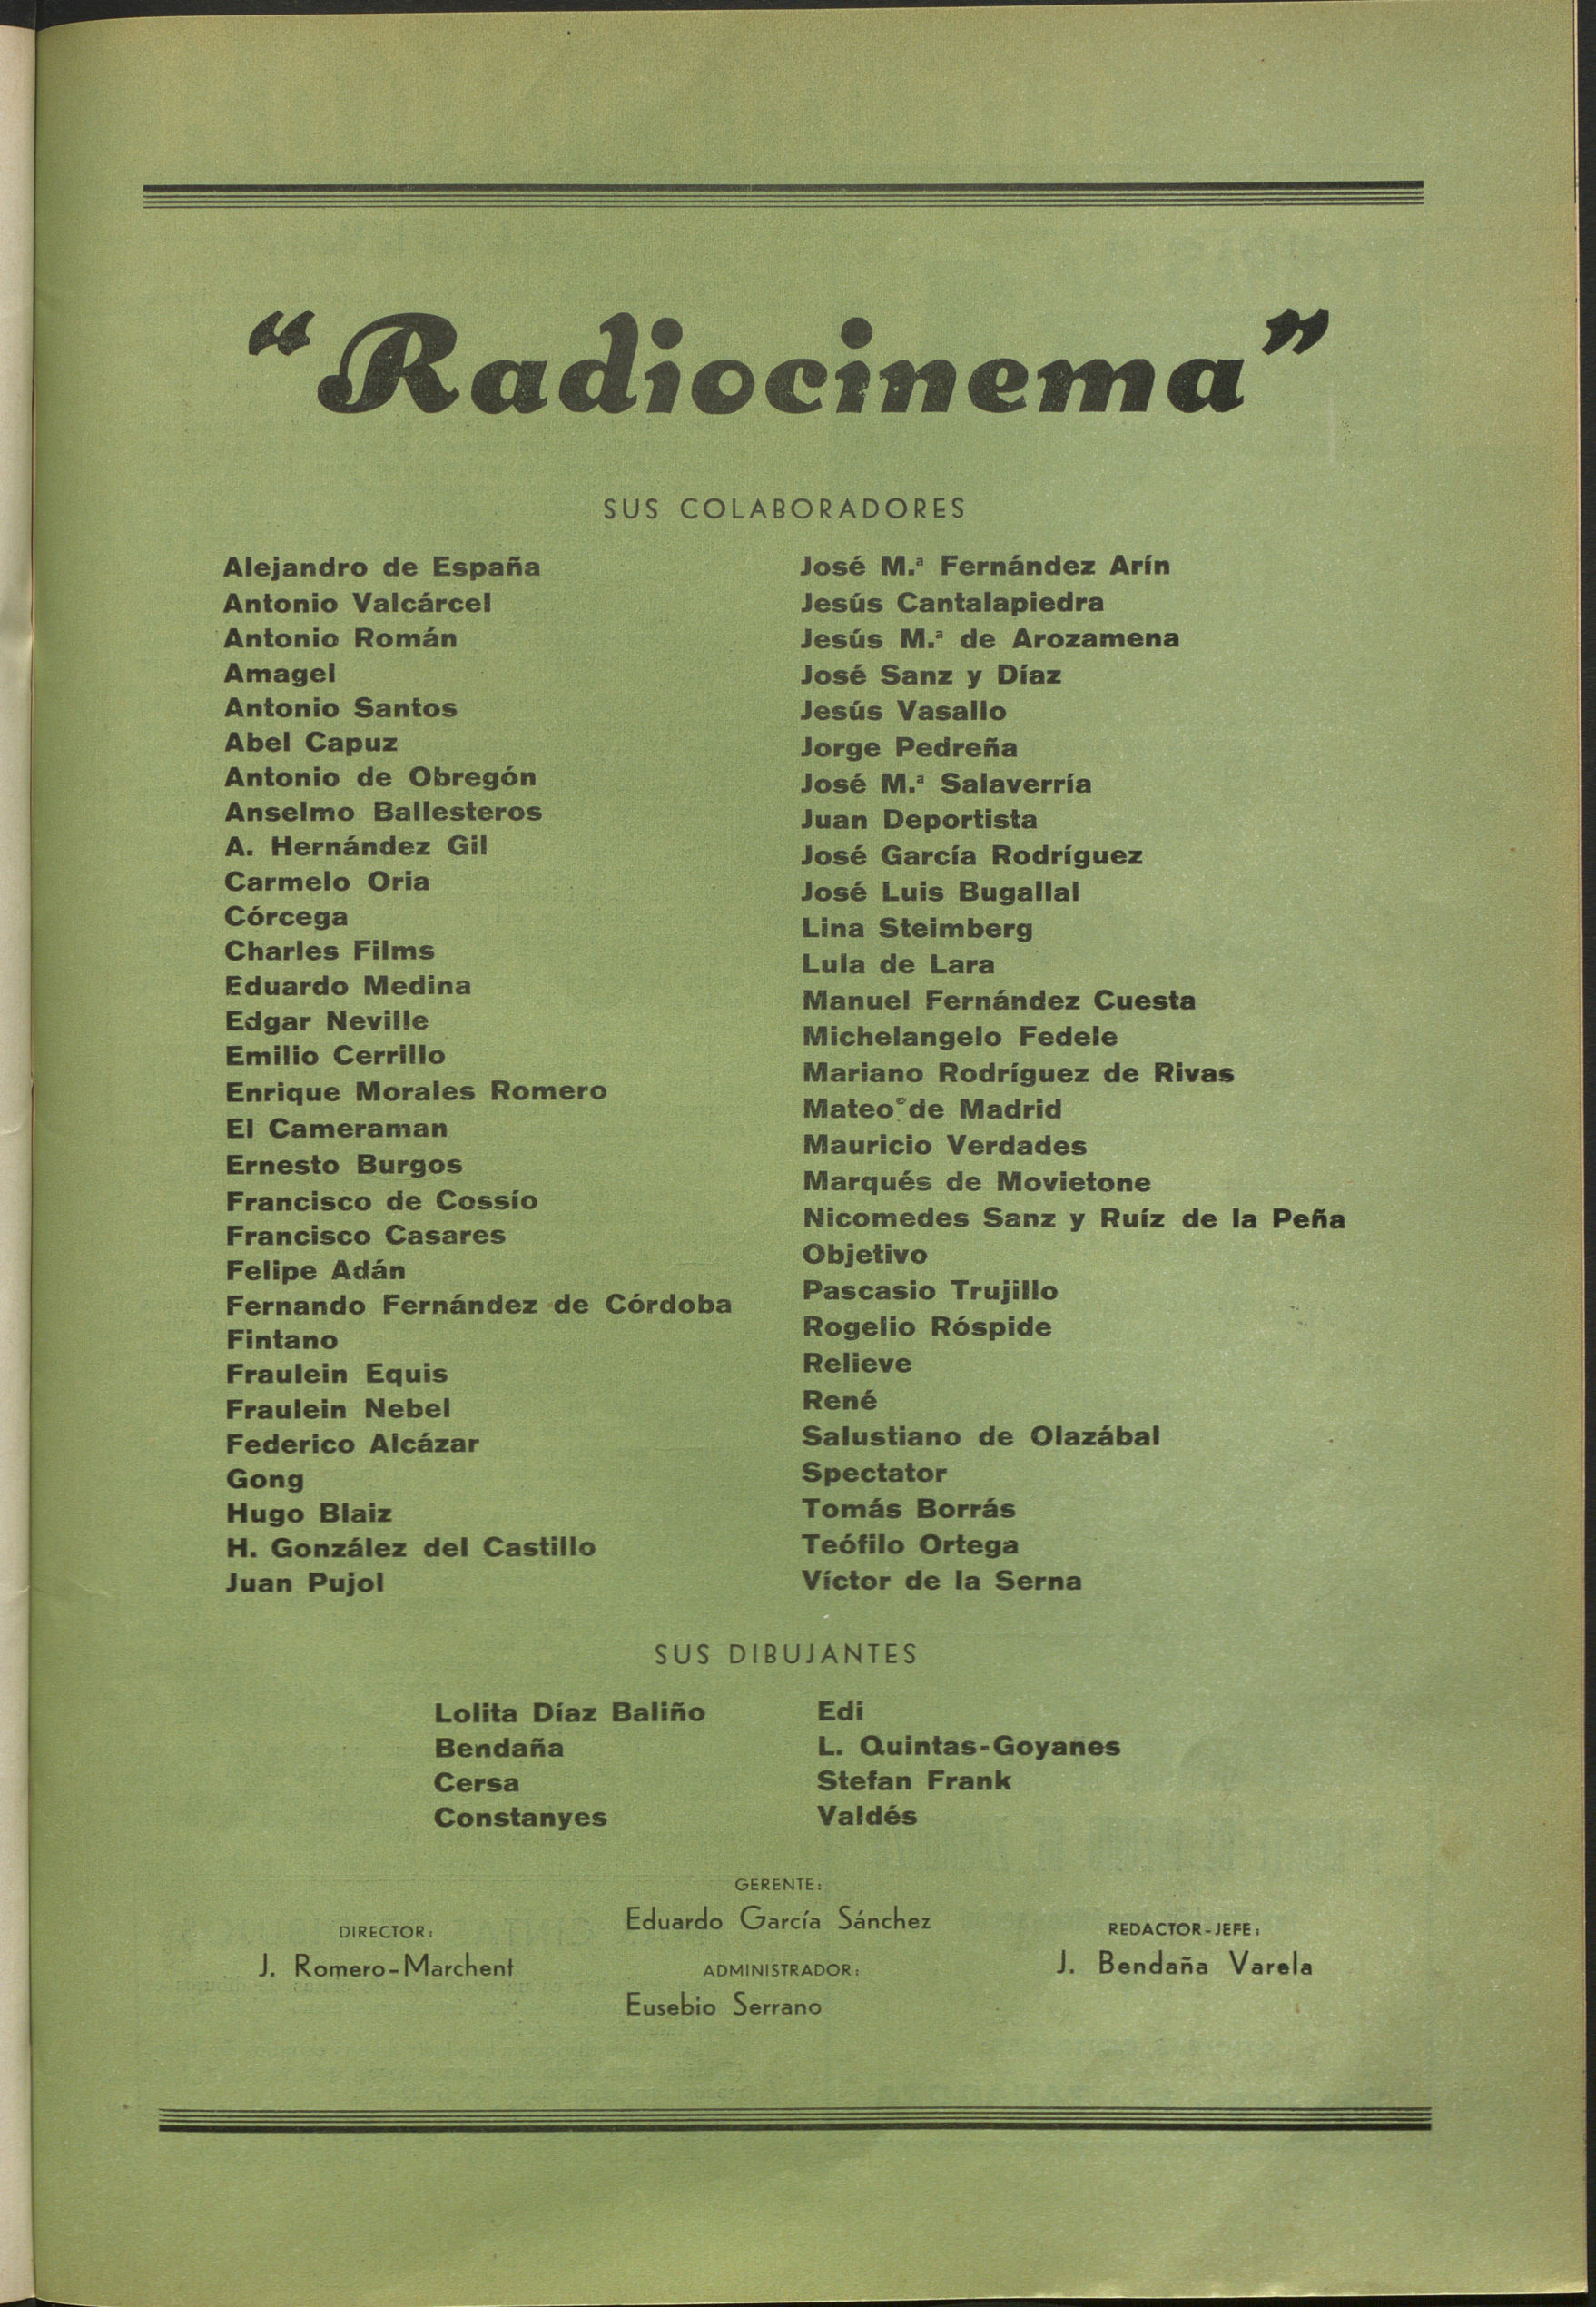 “Radiocinema”
SUS COLABORADORES
Alejandro de España
Antonio Valcárcel
Antonio Román
Amagel
Antonio Santos
Abel Capuz
Antonio de Obregón
Anselmo Ballesteros
A. Hernández Gil
Carmelo Oria
Córcega
Charles Films
Eduardo Medina
Edgar Neville
Emilio Cerrillo
Enrique Morales Romero
El Cameraman
Ernesto Burgos
Francisco de Cossío
Francisco Casares
Felipe Adán
Fernando Fernández de Córdoba
Fintano
Fraulein Equis
Fraulein Nebel
Federico Alcázar
Gong
Hugo Blaiz
H. González del Castillo
Juan Pujol
José M.ª Fernández Arín
Jesús Cantalapiedra
Jesús M.ª de Arozamena
José Sanz y Díaz
Jesús Vasallo
Jorge Pedreña
José M.ª Salaverría
Juan Deportista
José García Rodríguez
José Luis Bugallal
Lina Steimberg
Lula de Lara
Manuel Fernández Cuesta
Michelangelo Fedele
Mariano Rodríguez de Rivas
Mateo de Madrid
Mauricio Verdades
Marqués de Movietone
Nicomedes Sanz y Ruíz de la Peña
Objetivo
Pascasio Trujillo
Rogelio Róspide
Relieve
René
Salustiano de Olazábal
Spectator
Tomás Borrás
Teófilo Ortega
Víctor de la Serna
SUS DIBUJANTES
Lolita Díaz Baliño
Bendaña
Cersa
Constanyes
Edi
L. Quintas-Goyanes
Stefan Frank
Valdés
DIRECTOR:
J. Romero-Marchent
GERENTE:
Eduardo García Sánchez
ADMINISTRADOR:
Eusebio Serrano
REDACTOR-JEFE:
J. Bendaña Varela